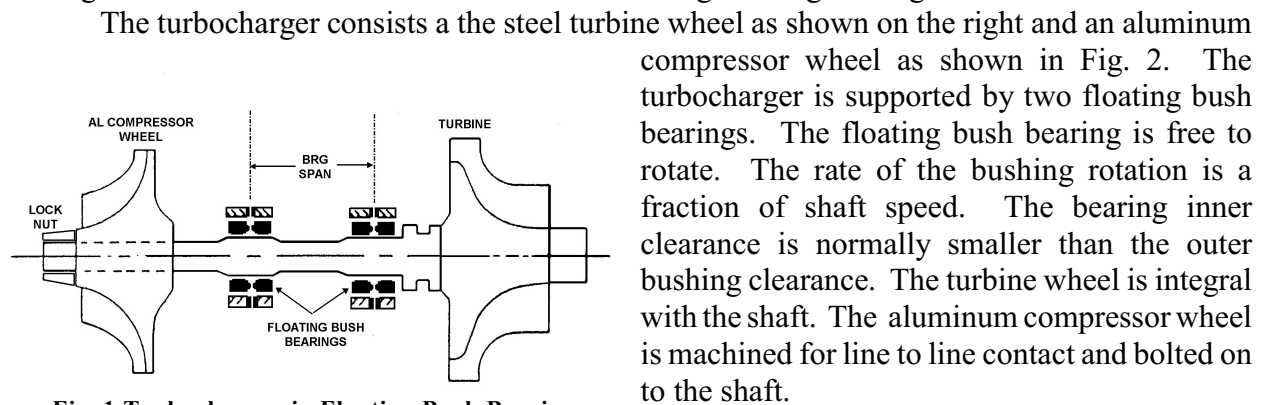 The turbocharger consists a the steel turbine wheel as shown on the right and an aluminum
compressor wheel as shown in Fig. 2. The
turbocharger is supported by two floating bush
bearings. The floating bush bearing is free to
rotate. The rate of the bushing rotation is a
fraction of shaft speed. The bearing inner
clearance is normally smaller than the outer
bushing clearance. The turbine wheel is integral
with the shaft. The aluminum compressor wheel
is machined for line to line contact and bolted on
to the shaft.
AL COMPRESSOR
WHEEL
TURBINE
BRG
SPAN
LOCK
NUT
FLOATING BUSH
BEARINGS